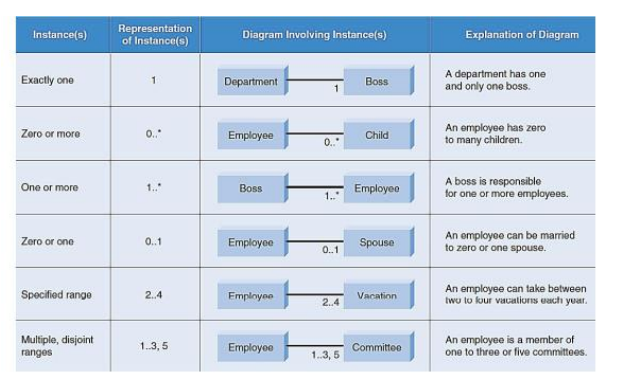 Instance(s)
Representation
of Instance(s)
Diagram Involving Instance(s)
Explanation of Diagram
Exactly one
1
Department
1
Boss
A department has one
and only one boss.
Zero or more
0..*
Employee
0..*
Child
An employee has zero
to many children.
One or more
1..*
Boss
1..*
Employee
A boss is responsible
for one or more employees.
Zero or one
0..1
Employee
0..1
Spouse
An employee can be married
to zero or one spouse.
Specified range
2..4
Employee
2..4
Vacation
An employee can take between
two to four vacations each year.
Multiple, disjoint
ranges
1..3, 5
Employee
1..3, 5
Committee
An employee is a member of
one to three or five committees.